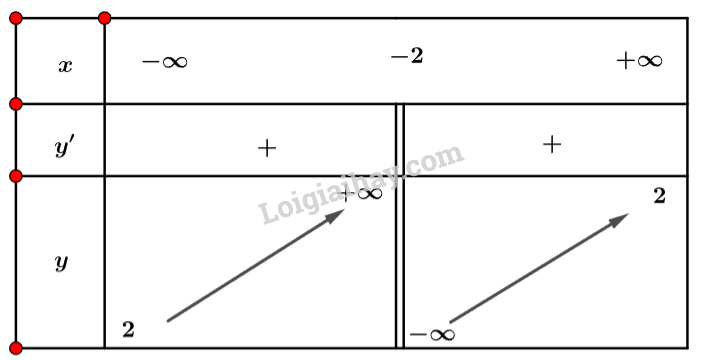 x −∞ −2 +∞
y′ + +
Loigiaihay.com
+∞ 2
y
2 −∞